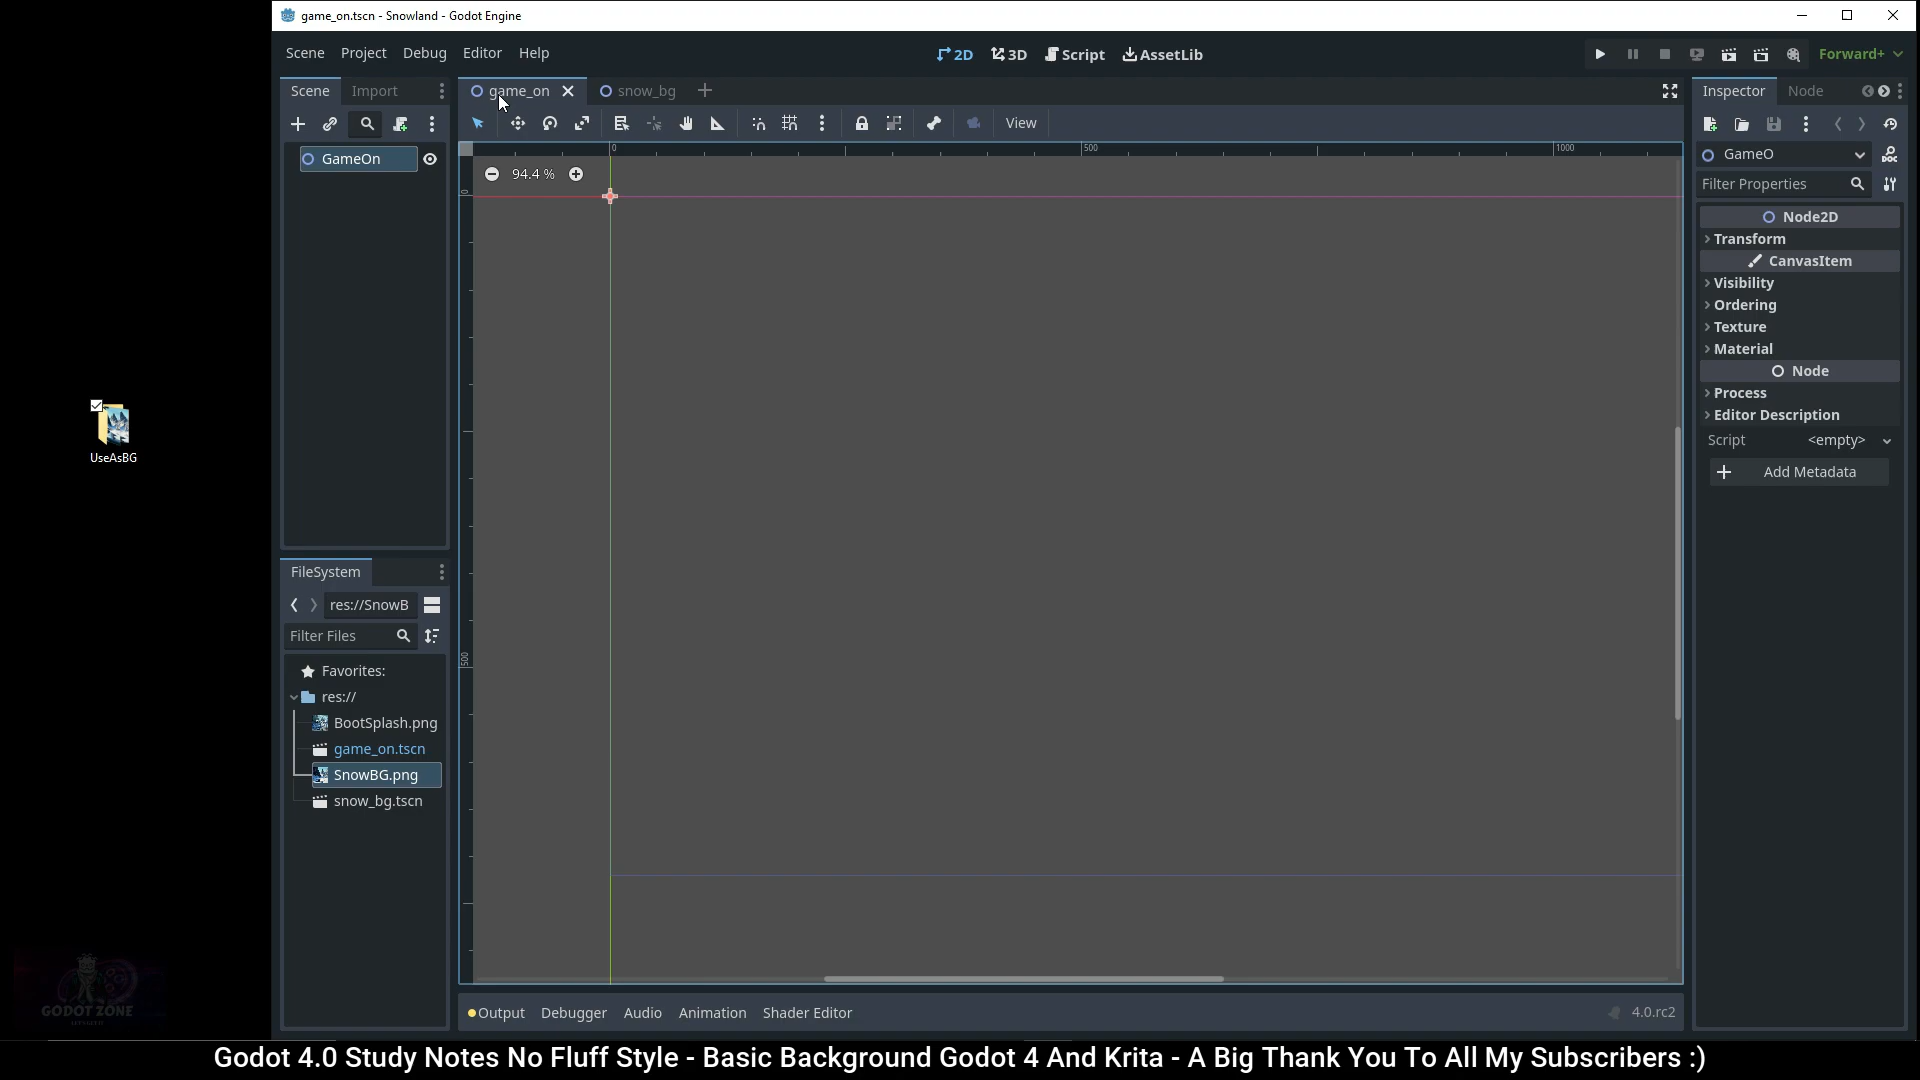 game_on.tscn - Snowland - Godot Engine
Scene Project Debug Editor Help
2D 3D Script AssetLib
Forward+
Scene Import
game_on snow_bg
Inspector Node
View
GameOn
0 500 1000
94.4 %
0
500
GameO
Filter Properties
Node2D
Transform
CanvasItem
Visibility
Ordering
Texture
Material
Node
Process
Editor Description
Script <empty>
Add Metadata
UseAsBG
FileSystem
res://SnowB
Filter Files
Favorites:
res://
BootSplash.png
game_on.tscn
SnowBG.png
snow_bg.tscn
GODOT ZONE
Output Debugger Audio Animation Shader Editor
4.0.rc2
Godot 4.0 Study Notes No Fluff Style - Basic Background Godot 4 And Krita - A Big Thank You To All My Subscribers :)